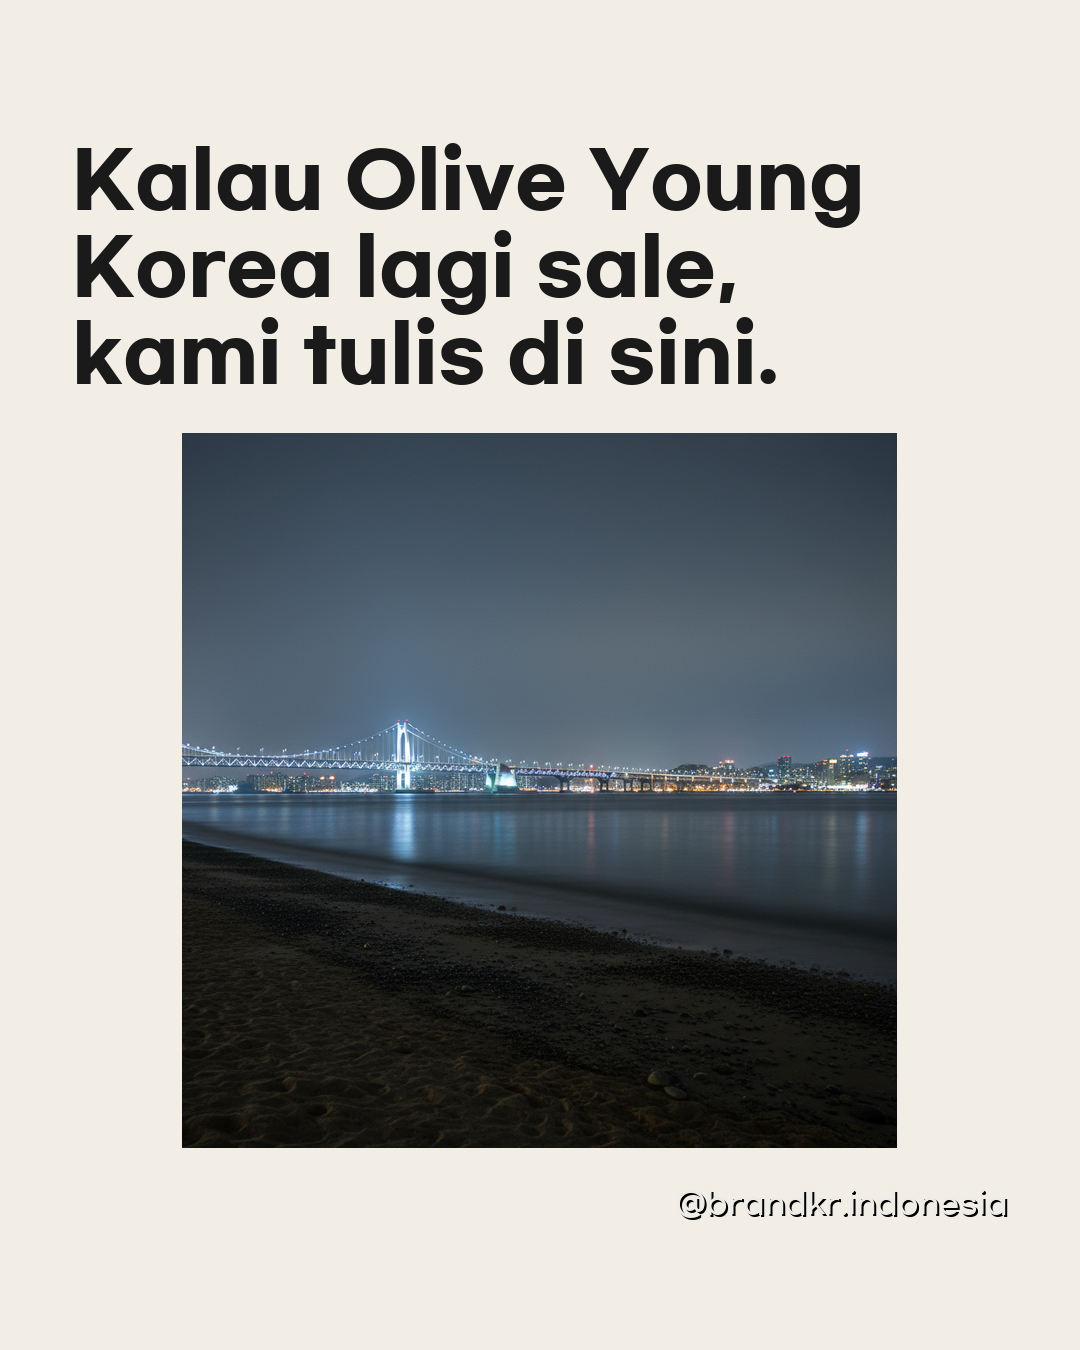 Kalau Olive Young
Korea lagi sale,
kami tulis di sini.
@brandkr.indonesia